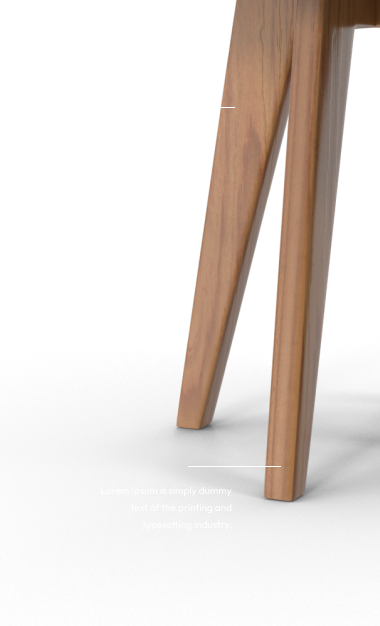 Lorem Ipsum is simply dummy
text of the printing and
typesetting industry.